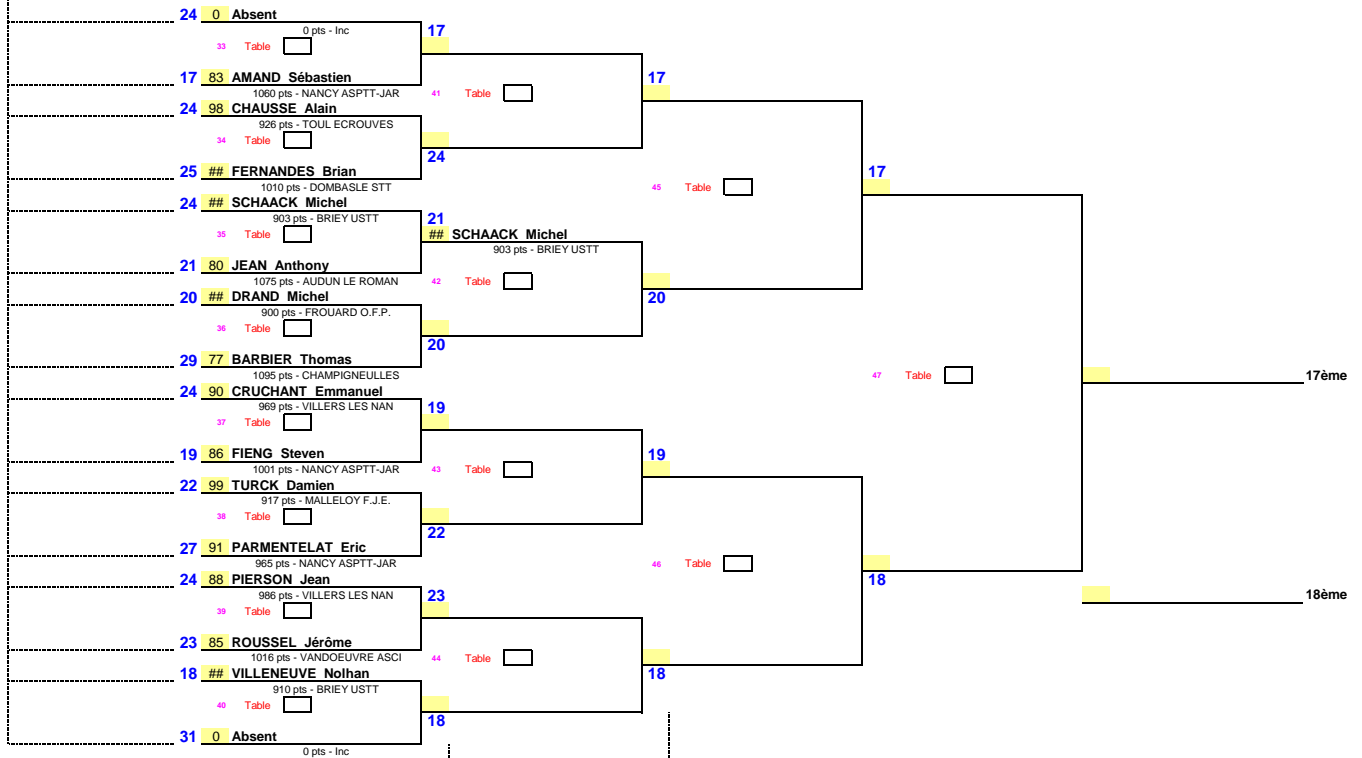 24 0 Absent
0 pts - Inc
17
33 Table
17 83 AMAND Sébastien
17
1060 pts - NANCY ASPTT-JAR
41 Table
24 98 CHAUSSE Alain
926 pts - TOUL ECROUVES
34 Table
24
25 ## FERNANDES Brian
17
1010 pts - DOMBASLE STT
45 Table
24 ## SCHAACK Michel
903 pts - BRIEY USTT
21
35 Table
## SCHAACK Michel
903 pts - BRIEY USTT
21 80 JEAN Anthony
1075 pts - AUDUN LE ROMAN
42 Table
20 ## DRAND Michel
20
900 pts - FROUARD O.F.P.
36 Table
20
29 77 BARBIER Thomas
1095 pts - CHAMPIGNEULLES
47 Table
17ème
24 90 CRUCHANT Emmanuel
969 pts - VILLERS LES NAN
19
37 Table
19 86 FIENG Steven
19
1001 pts - NANCY ASPTT-JAR
43 Table
22 99 TURCK Damien
917 pts - MALLELOY F.J.E.
38 Table
22
27 91 PARMENTELAT Eric
965 pts - NANCY ASPTT-JAR
46 Table
24 88 PIERSON Jean
18
986 pts - VILLERS LES NAN
23
18ème
39 Table
23 85 ROUSSEL Jérôme
1016 pts - VANDOEUVRE ASCI
44 Table
18 ## VILLENEUVE Nolhan
18
910 pts - BRIEY USTT
40 Table
18
31 0 Absent
0 pts - Inc